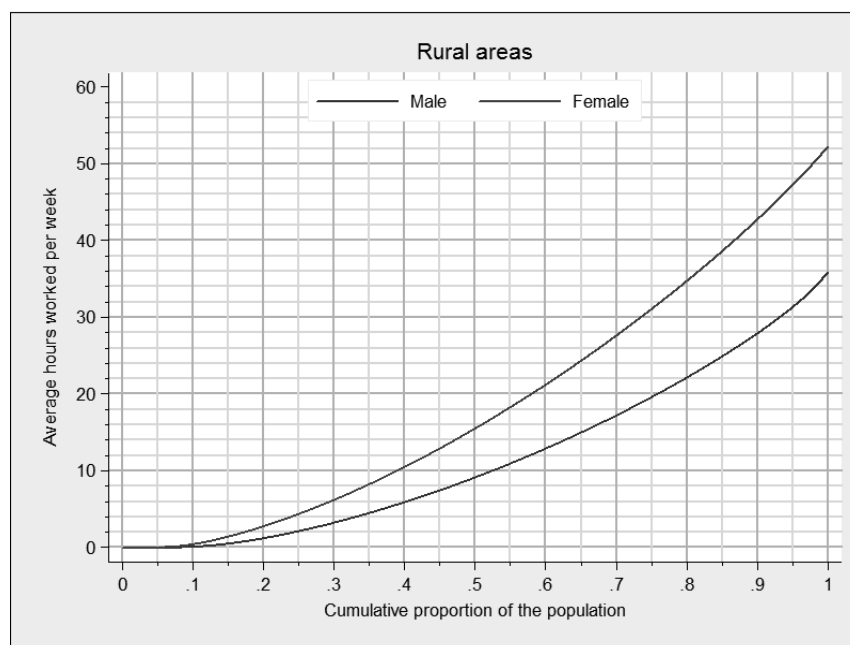 Rural areas
Male Female
Average hours worked per week
60
50
40
30
20
10
0
0 .1 .2 .3 .4 .5 .6 .7 .8 .9 1
Cumulative proportion of the population